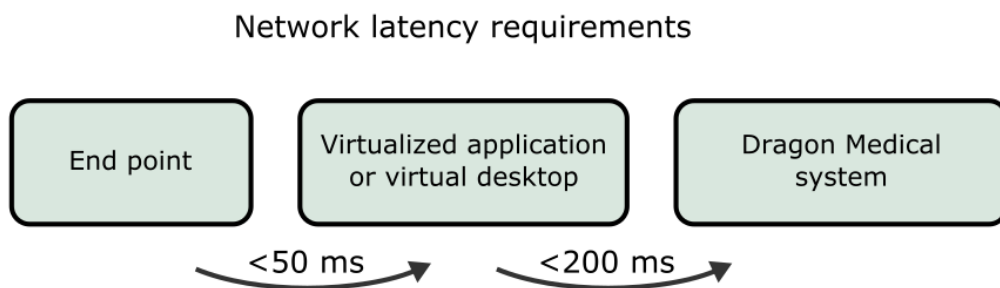 Network latency requirements
End point
Virtualized application
or virtual desktop
Dragon Medical
system
<50 ms
<200 ms